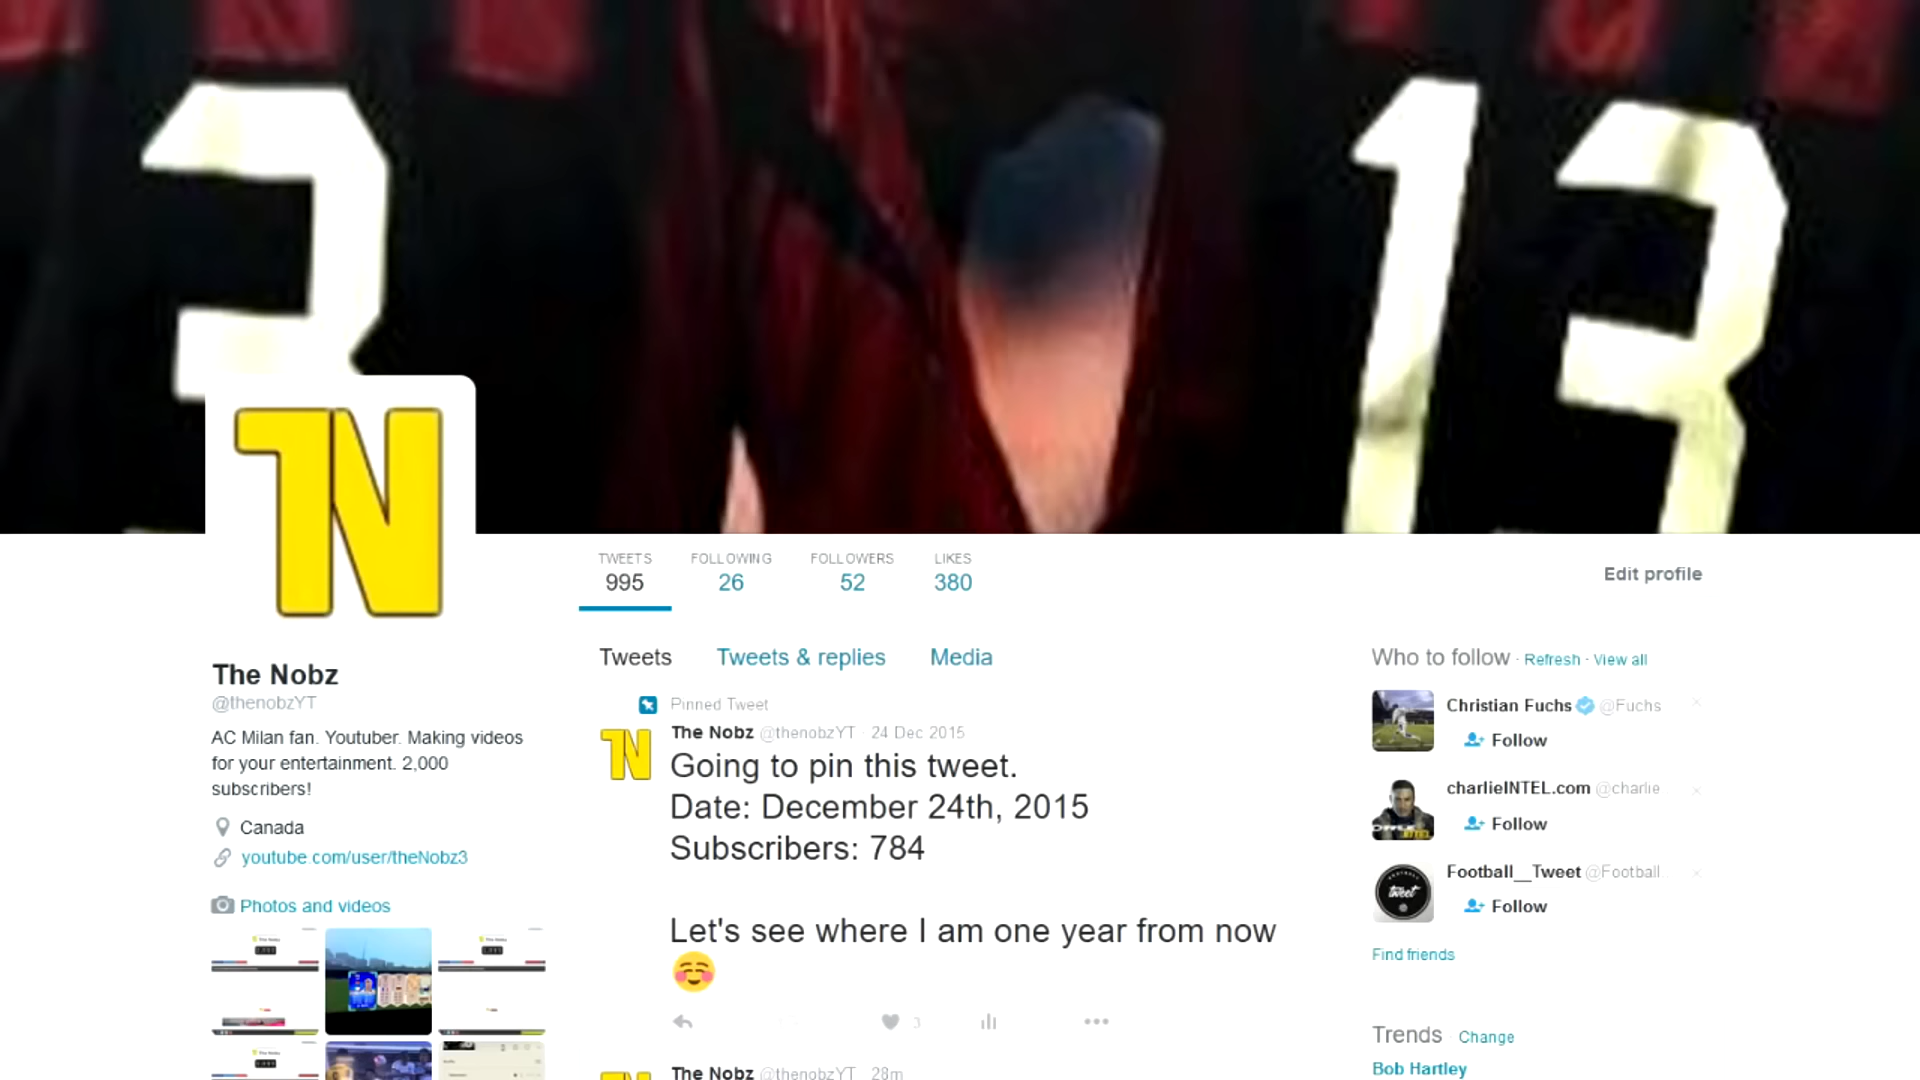 3
13
TWEETS FOLLOWING FOLLOWERS LIKES
995 26 52 380
Edit profile
The Nobz
@thenobzYT
AC Milan fan. Youtuber. Making videos
for your entertainment. 2,000
subscribers!
Canada
youtube.com/user/theNobz3
Photos and videos
Tweets Tweets & replies Media
Pinned Tweet
The Nobz @thenobzYT · 24 Dec 2015
Going to pin this tweet.
Date: December 24th, 2015
Subscribers: 784
Let's see where I am one year from now
3
The Nobz @thenobzYT 28m
Who to follow · Refresh · View all
Christian Fuchs @Fuchs
Follow
charlieINTEL.com @charlie
Follow
Football__Tweet @Football
Follow
Find friends
Trends Change
Bob Hartley